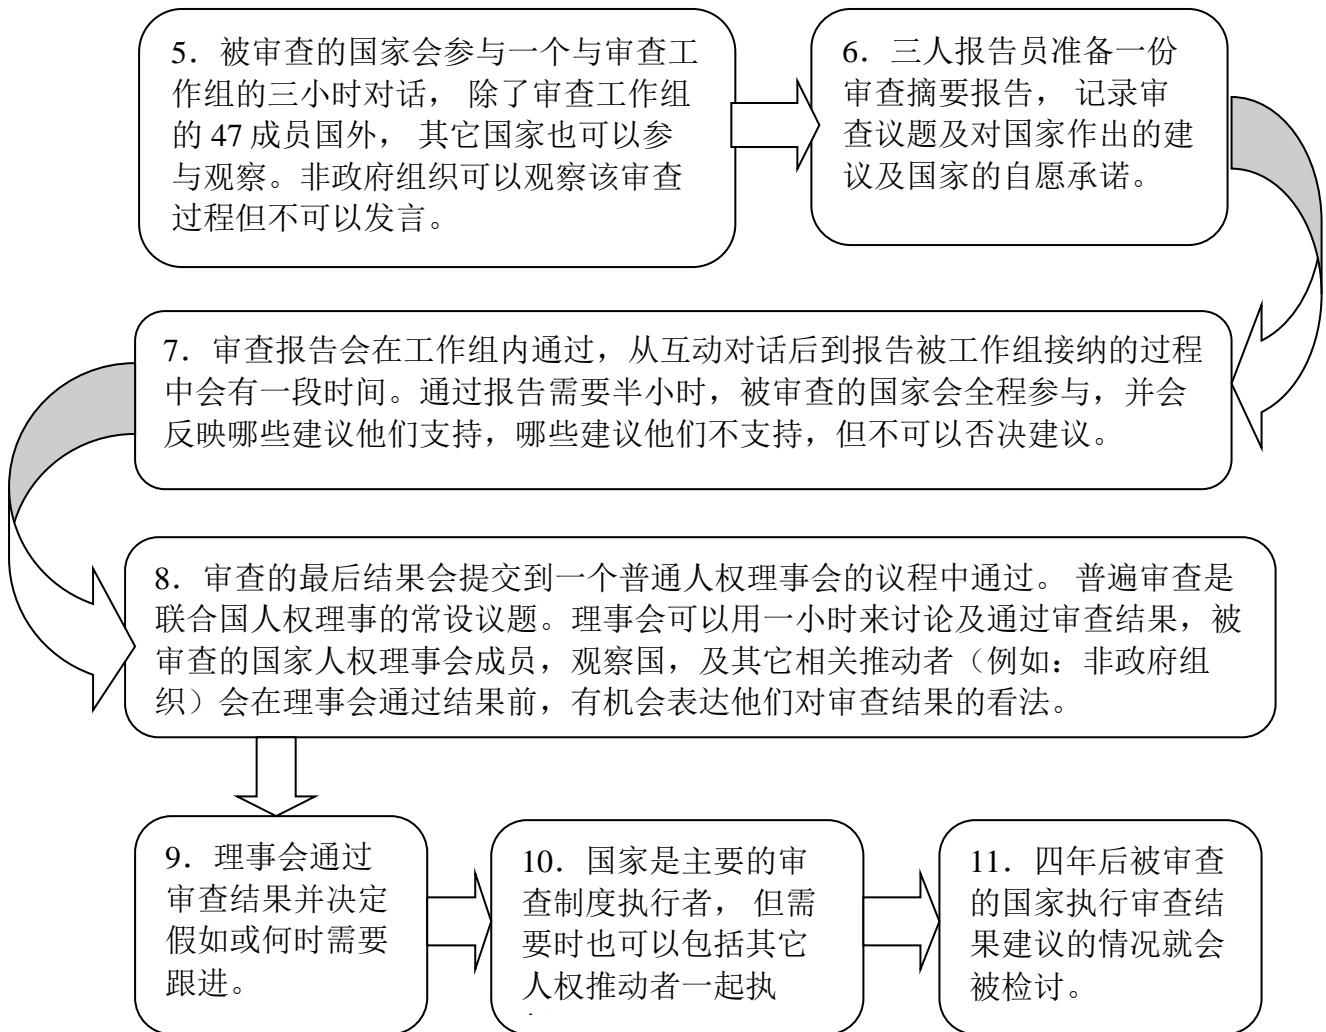 5．被审查的国家会参与一个与审查工
作组的三小时对话， 除了审查工作组
的 47 成员国外， 其它国家也可以参
与观察。非政府组织可以观察该审查
过程但不可以发言。
6．三人报告员准备一份
审查摘要报告， 记录审
查议题及对国家作出的建
议及国家的自愿承诺。
7．审查报告会在工作组内通过，从互动对话后到报告被工作组接纳的过程
中会有一段时间。通过报告需要半小时，被审查的国家会全程参与，并会
反映哪些建议他们支持，哪些建议他们不支持，但不可以否决建议。
8．审查的最后结果会提交到一个普通人权理事会的议程中通过。 普遍审查是
联合国人权理事的常设议题。理事会可以用一小时来讨论及通过审查结果，被
审查的国家人权理事会成员，观察国，及其它相关推动者（例如：非政府组
织）会在理事会通过结果前，有机会表达他们对审查结果的看法。
9．理事会通过
审查结果并决定
假如或何时需要
跟进。
10．国家是主要的审
查制度执行者， 但需
要时也可以包括其它
人权推动者一起执
11．四年后被审查
的国家执行审查结
果建议的情况就会
被检讨。